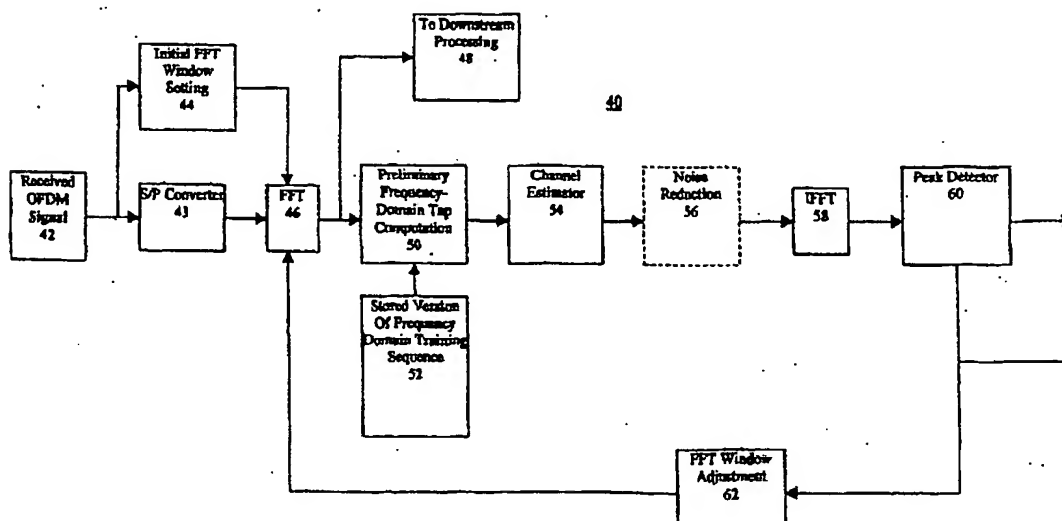 To Downstream
Processing
48
Initial FFT
Window
Setting
44
40
Received
OFDM
Signal
42
S/P Converter
43
FFT
46
Preliminary
Frequency-
Domain Tap
Computation
50
Channel
Estimator
54
Noise
Reduction
56
IFFT
58
Peak Detector
60
Stored Version
Of Frequency
Domain Training
Sequence
52
FFT Window
Adjustment
62